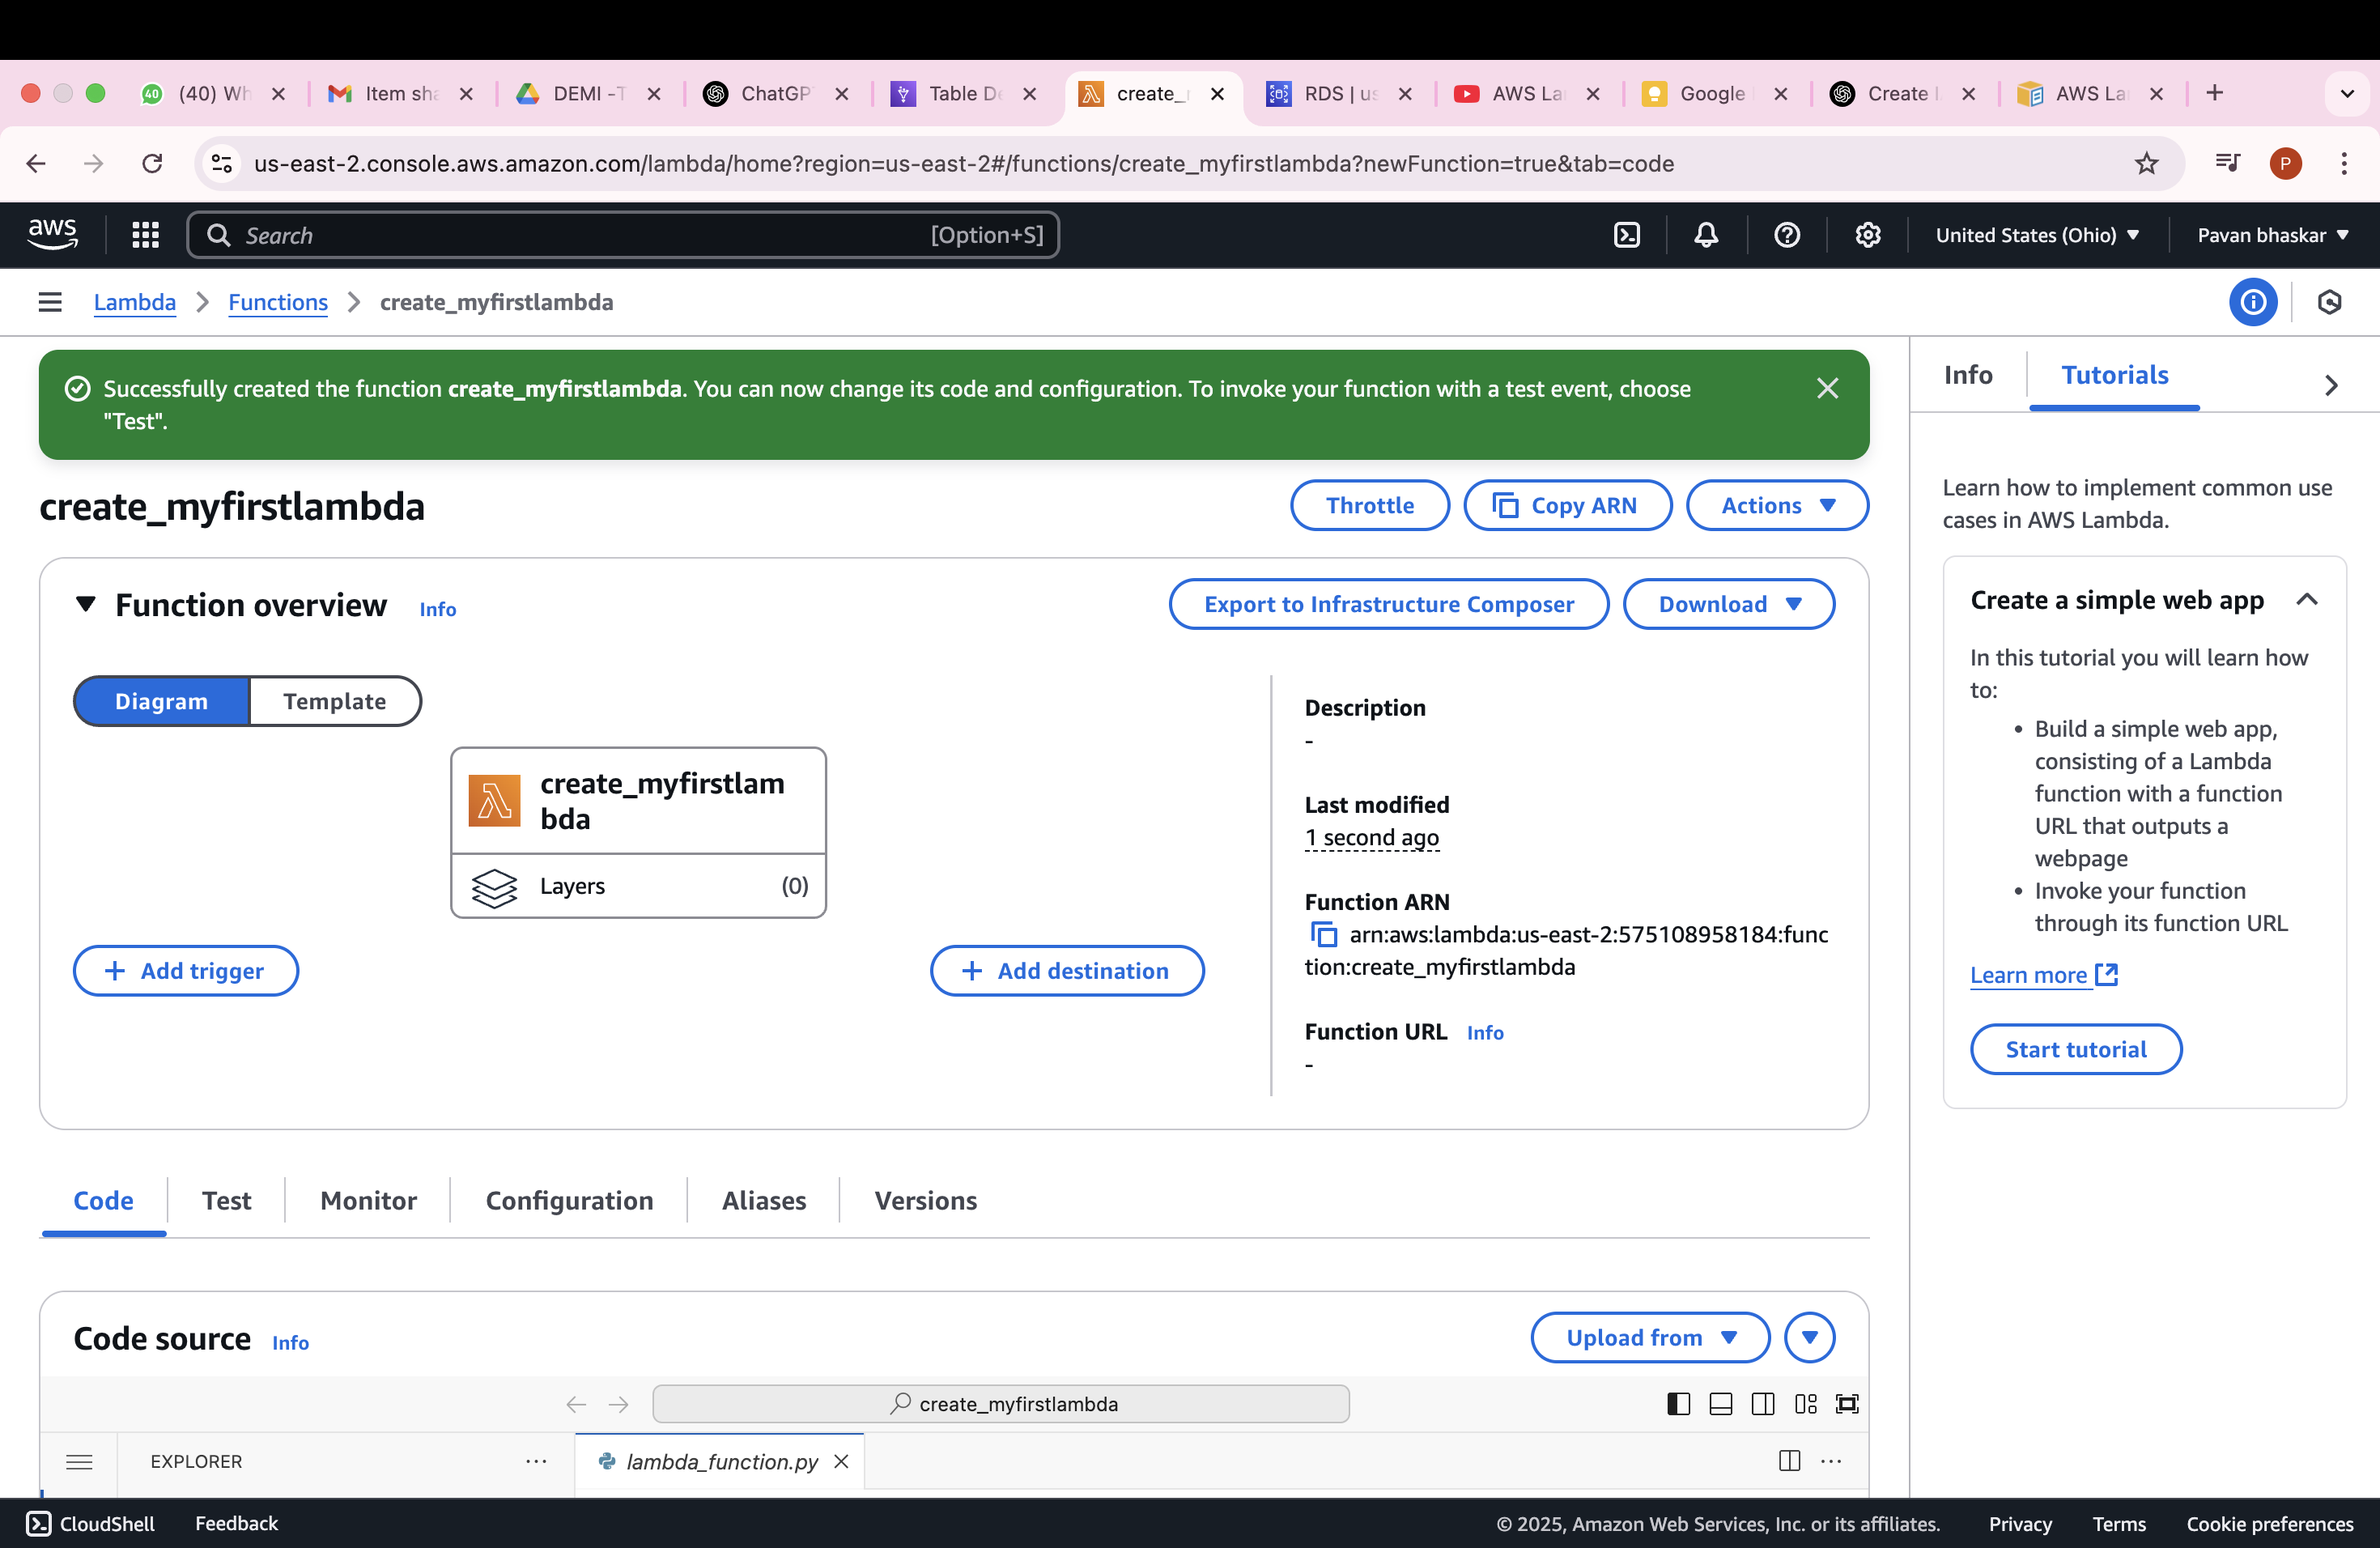 (40) Wh
Item sha
DEMI -T
ChatGP
Table De
create_
RDS | us
AWS La
Google
Create
AWS La
us-east-2.console.aws.amazon.com/lambda/home?region=us-east-2#/functions/create_myfirstlambda?newFunction=true&tab=code
P
aws
Search
[Option+S]
United States (Ohio)
Pavan bhaskar
Lambda
Functions
create_myfirstlambda
Successfully created the function create_myfirstlambda. You can now change its code and configuration. To invoke your function with a test event, choose
"Test".
create_myfirstlambda
Throttle
Copy ARN
Actions
Function overview
Info
Export to Infrastructure Composer
Download
Diagram
Template
create_myfirstlam
bda
Layers
(0)
+ Add trigger
+ Add destination
Description
-
Last modified
1 second ago
Function ARN
arn:aws:lambda:us-east-2:575108958184:func
tion:create_myfirstlambda
Function URL
Info
-
Info
Tutorials
Learn how to implement common use
cases in AWS Lambda.
Create a simple web app
In this tutorial you will learn how
to:
• Build a simple web app,
consisting of a Lambda
function with a function
URL that outputs a
webpage
• Invoke your function
through its function URL
Learn more
Start tutorial
Code
Test
Monitor
Configuration
Aliases
Versions
Code source
Info
Upload from
create_myfirstlambda
EXPLORER
lambda_function.py
CloudShell
Feedback
© 2025, Amazon Web Services, Inc. or its affiliates.
Privacy
Terms
Cookie preferences